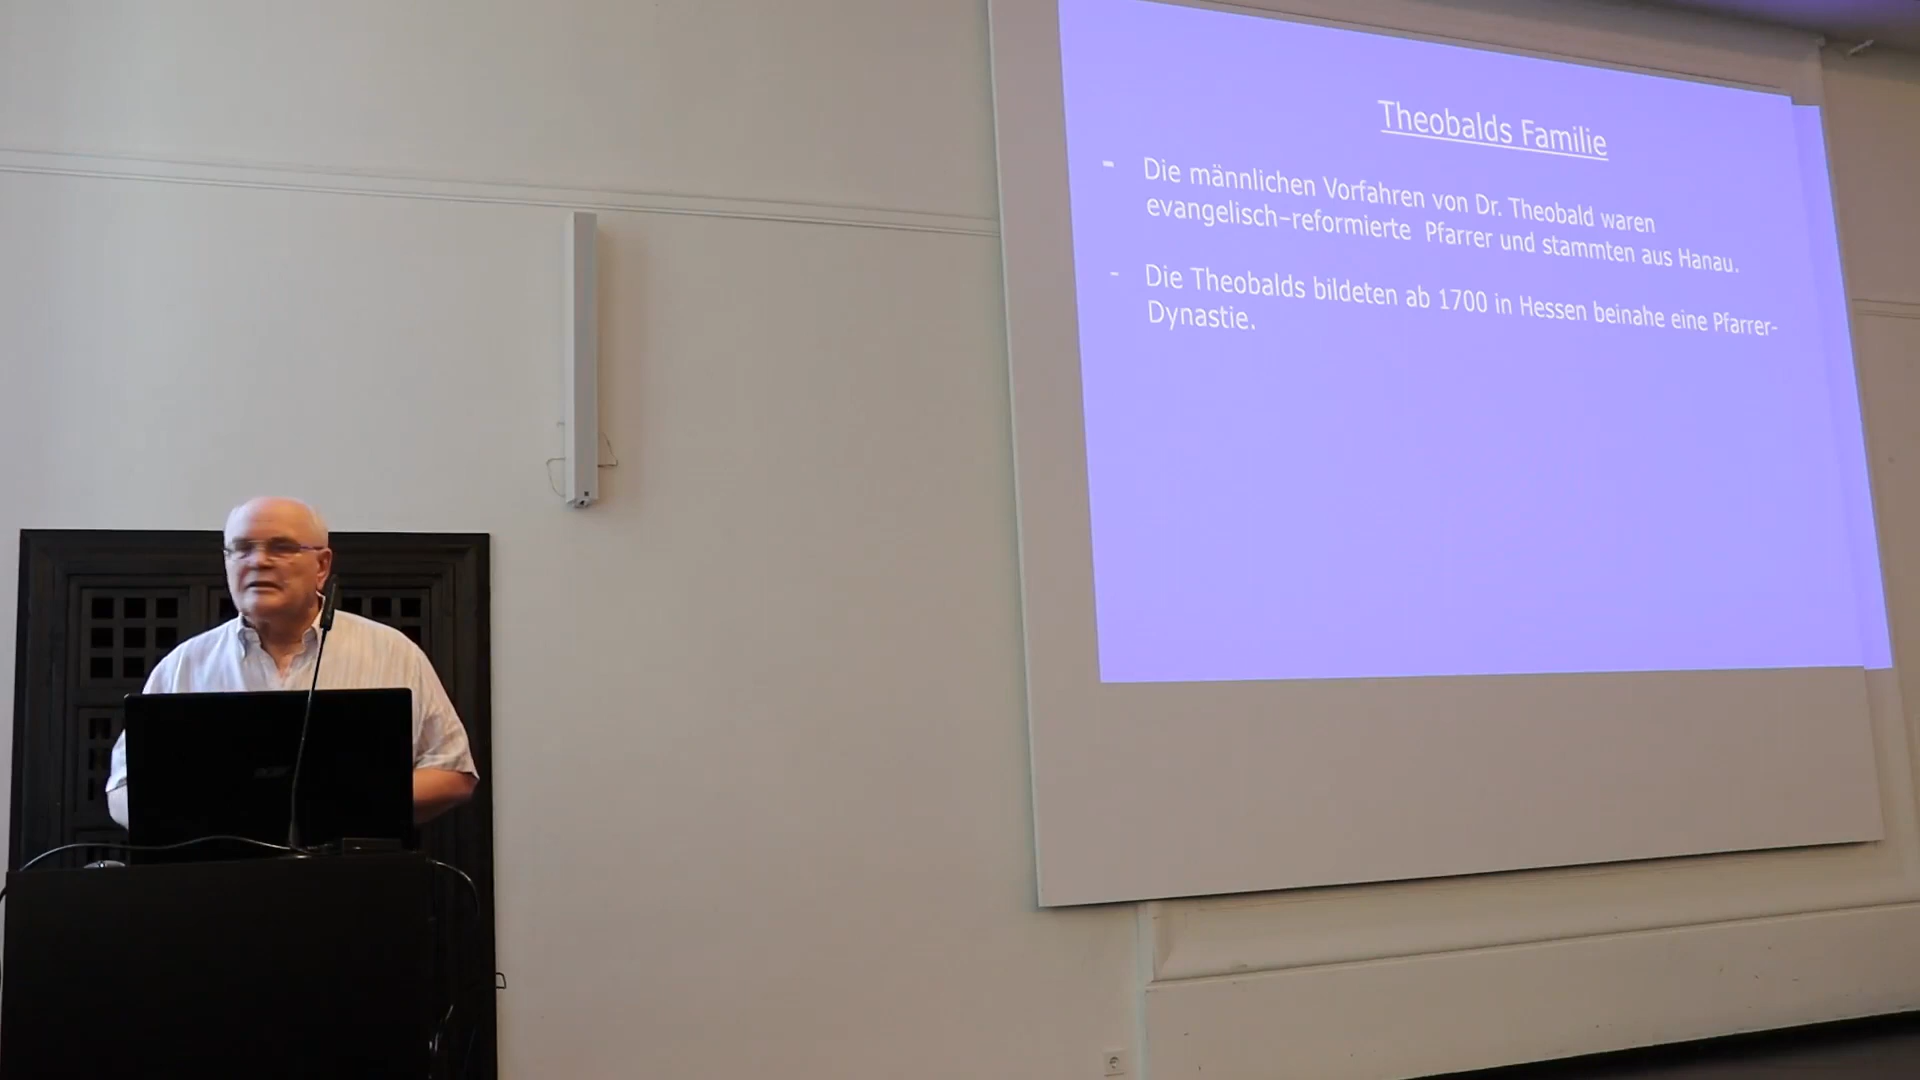 Theobalds Familie
- Die männlichen Vorfahren von Dr. Theobald waren
evangelisch-reformierte Pfarrer und stammten aus Hanau.
- Die Theobalds bildeten ab 1700 in Hessen beinahe eine Pfarrer-
Dynastie.
acer